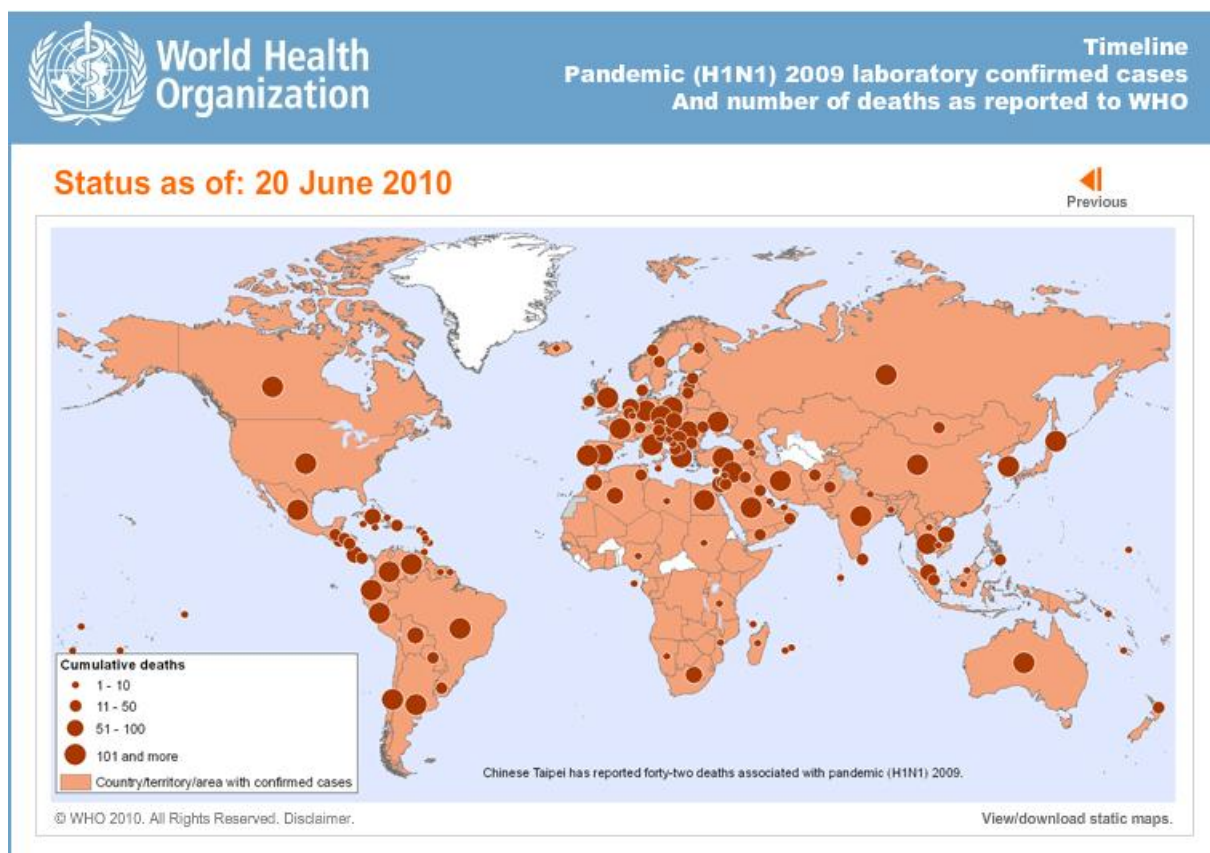 World Health
Organization
Timeline
Pandemic (H1N1) 2009 laboratory confirmed cases
And number of deaths as reported to WHO
Status as of: 20 June 2010
Previous
Cumulative deaths
1 - 10
11 - 50
51 - 100
101 and more
Country/territory/area with confirmed cases
Chinese Taipei has reported forty-two deaths associated with pandemic (H1N1) 2009.
© WHO 2010. All Rights Reserved. Disclaimer.
View/download static maps.